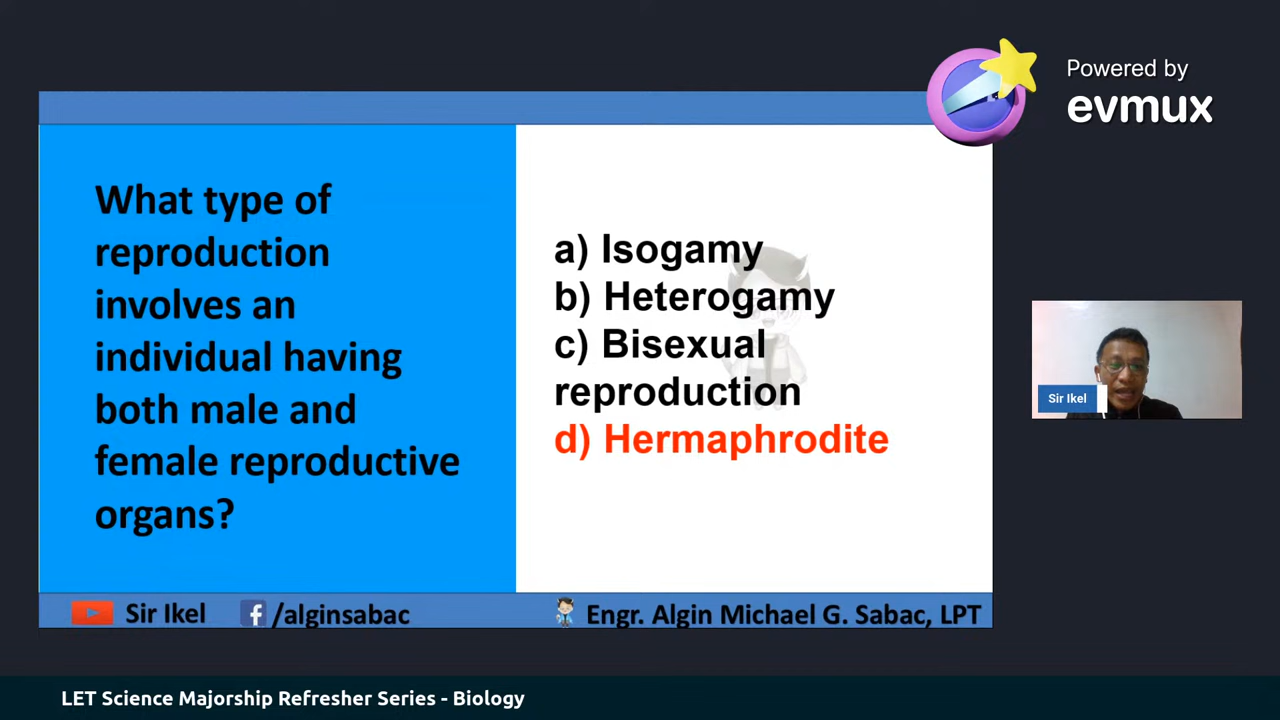 Powered by
evmux
What type of
reproduction
involves an
individual having
both male and
female reproductive
organs?
a) Isogamy
b) Heterogamy
c) Bisexual
reproduction
d) Hermaphrodite
Sir Ikel
Sir Ikel
/alginsabac
Engr. Algin Michael G. Sabac, LPT
LET Science Majorship Refresher Series - Biology